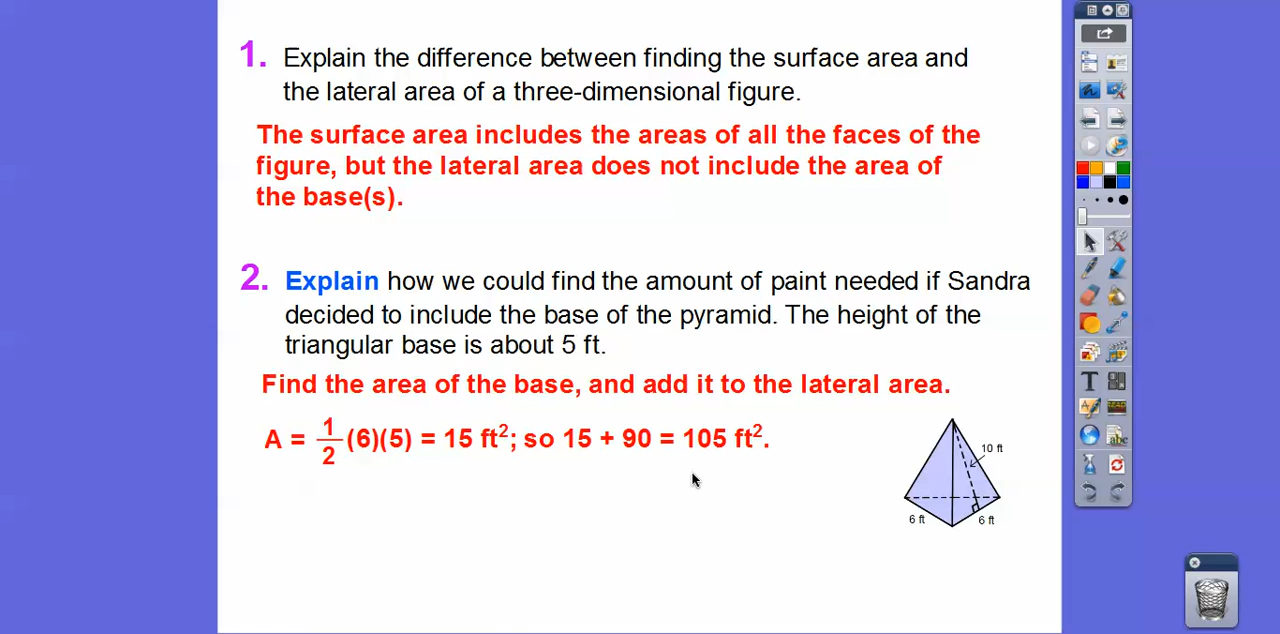 1. Explain the difference between finding the surface area and
the lateral area of a three-dimensional figure.
The surface area includes the areas of all the faces of the
figure, but the lateral area does not include the area of
the base(s).
2. Explain how we could find the amount of paint needed if Sandra
decided to include the base of the pyramid. The height of the
triangular base is about 5 ft.
Find the area of the base, and add it to the lateral area.
A = 1/2 (6)(5) = 15 ft²; so 15 + 90 = 105 ft².
10 ft
6 ft
6 ft